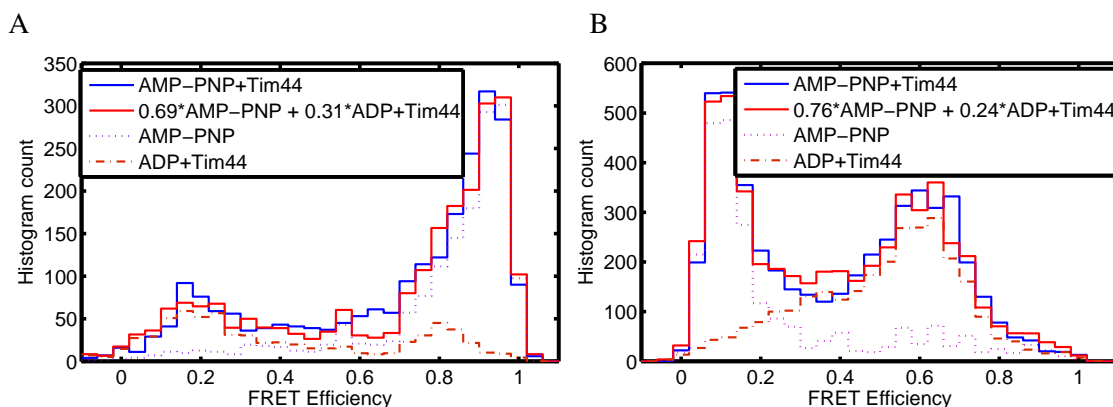 A
B
350
300
250
200
150
100
50
0
Histogram count
AMP−PNP+Tim44
0.69*AMP−PNP + 0.31*ADP+Tim44
AMP−PNP
ADP+Tim44
0 0.2 0.4 0.6 0.8 1
FRET Efficiency
600
500
400
300
200
100
0
Histogram count
AMP−PNP+Tim44
0.76*AMP−PNP + 0.24*ADP+Tim44
AMP−PNP
ADP+Tim44
0 0.2 0.4 0.6 0.8 1
FRET Efficiency